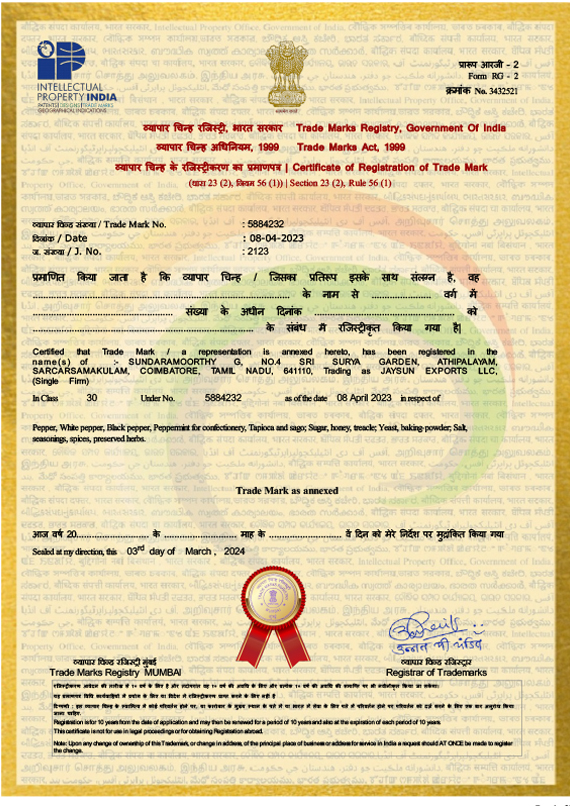 INTELLECTUAL
PROPERTY INDIA
PATENTS|DESIGNS|TRADE MARKS
GEOGRAPHICAL INDICATIONS
सत्यमेव जयते
प्रारूप आरजी - 2
Form RG - 2
क्रमांक No. 3432521
व्यापार चिन्ह रजिस्ट्री, भारत सरकार Trade Marks Registry, Government Of India
व्यापार चिन्ह अधिनियम, 1999 Trade Marks Act, 1999
व्यापार चिन्ह के रजिस्ट्रीकरण का प्रमाणपत्र | Certificate of Registration of Trade Mark
(धारा 23 (2), नियम 56 (1)) | Section 23 (2), Rule 56 (1)
व्यापार चिन्ह संख्या / Trade Mark No. : 5884232
दिनांक / Date : 08-04-2023
ज. संख्या / J. No. : 2123
प्रमाणित किया जाता है कि व्यापार चिन्ह / जिसका प्रतिरूप इसके साथ संलग्न है, वह
.................... के नाम से .................... वर्ग में
.................... संख्या के अधीन दिनांक .................... को
.................... के संबंध में रजिस्ट्रीकृत किया गया है|
Certified that Trade Mark / a representation is annexed hereto, has been registered in the
name(s) of :- SUNDARAMOORTHY G, NO.4 SRI SURYA GARDEN, ATHIPALAYAM,
SARCARSAMAKULAM, COIMBATORE, TAMIL NADU, 641110, Trading as JAYSUN EXPORTS LLC,
(Single Firm)
In Class 30 Under No. 5884232 as of the date 08 April 2023 in respect of
Pepper, White pepper, Black pepper, Peppermint for confectionery, Tapioca and sago; Sugar, honey, treacle; Yeast, baking-powder; Salt,
seasonings, spices, preserved herbs.
Trade Mark as annexed
आज वर्ष 20.................... के .................... माह के .................... वें दिन को मेरे निर्देश पर मुद्रांकित किया गया
Sealed at my direction, this 03rd day of March , 2024
व्यापार चिन्ह रजिस्ट्री मुंबई
Trade Marks Registry MUMBAI
व्यापार चिन्ह रजिस्ट्रार
Registrar of Trademarks
Registration is for 10 years from the date of application and may then be renewed for a period of 10 years and also at the expiration of each period of 10 years.
This certificate is not for use in legal proceedings or for obtaining Registration abroad.
Note: Upon any change of ownership of this Trademark, or change in address, of the principal place of business or address for service in India a request should AT ONCE be made to register
the change.